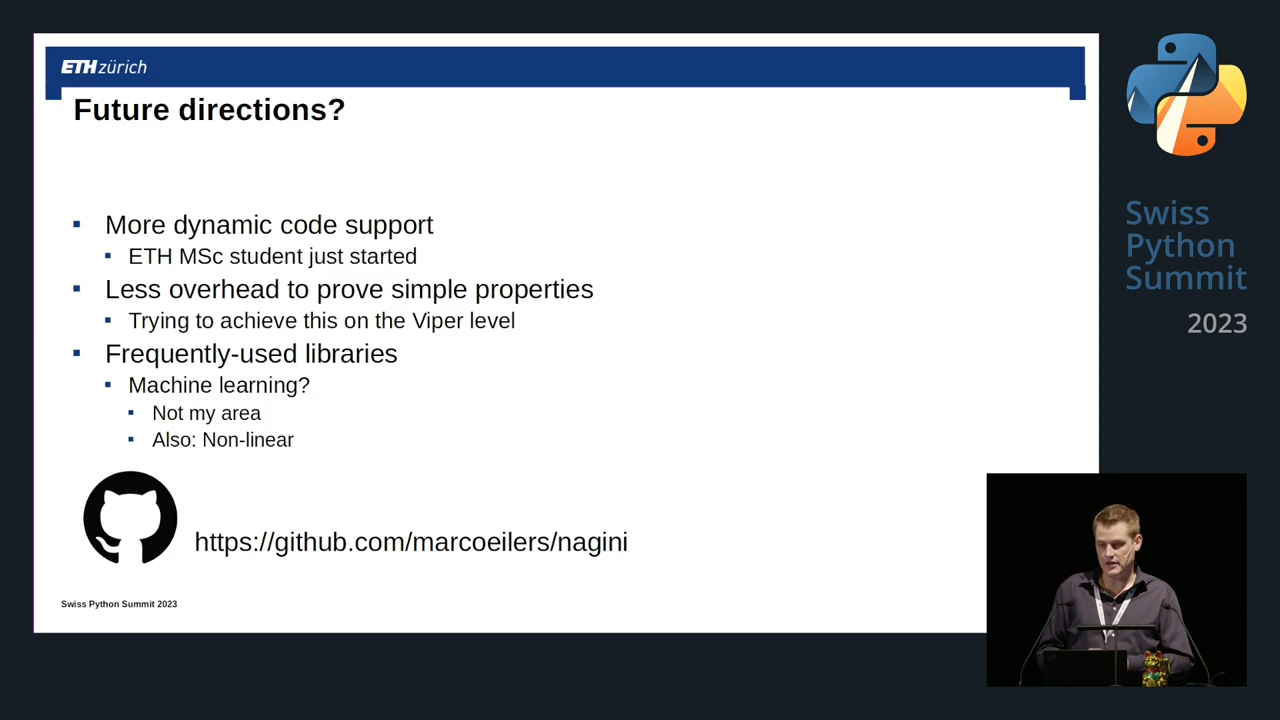 ETH zürich
Future directions?
More dynamic code support
ETH MSc student just started
Less overhead to prove simple properties
Trying to achieve this on the Viper level
Frequently-used libraries
Machine learning?
Not my area
Also: Non-linear
https://github.com/marcoeilers/nagini
Swiss Python Summit 2023
Swiss
Python
Summit
2023